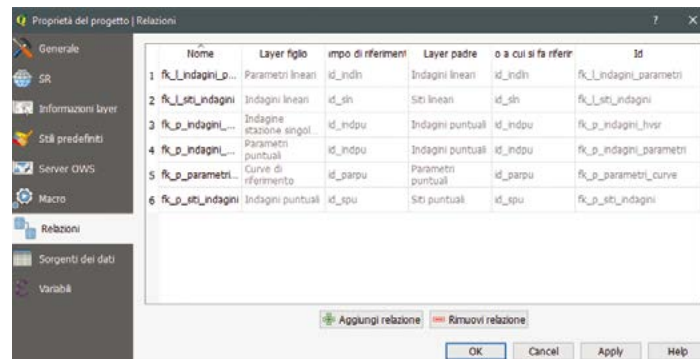 Proprietà del progetto | Relazioni
? ×
Generale
SR
Informazioni layer
Stili predefiniti
Server OWS
Macro
Relazioni
Sorgenti dei dati
Variabili
Nome Layer figlio ımpo di riferiment Layer padre o a cui si fa riferir Id
1 fk_l_indagini_p... Parametri lineari id_indln Indagini lineari id_indln fk_l_indagini_parametri
2 fk_l_siti_indagini Indagini lineari id_sln Siti lineari id_sln fk_l_siti_indagini
3 fk_p_indagini_... Indagine stazione singol... id_indpu Indagini puntuali id_indpu fk_p_indagini_hvsr
4 fk_p_indagini_... Parametri puntuali id_indpu Indagini puntuali id_indpu fk_p_indagini_parametri
5 fk_p_parametri... Curve di riferimento id_parpu Parametri puntuali id_parpu fk_p_parametri_curve
6 fk_p_siti_indagini Indagini puntuali id_spu Siti puntuali id_spu fk_p_siti_indagini
Aggiungi relazione Rimuovi relazione
OK Cancel Apply Help